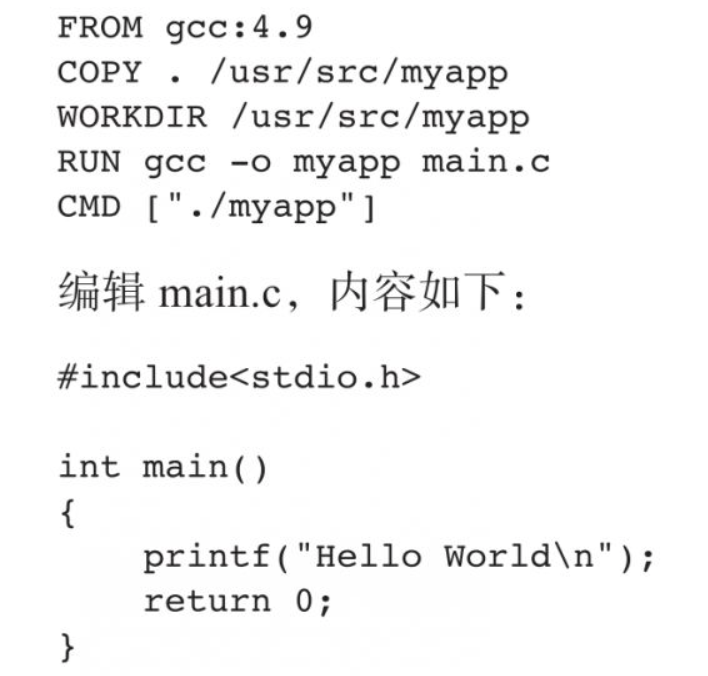 FROM gcc:4.9
COPY . /usr/src/myapp
WORKDIR /usr/src/myapp
RUN gcc -o myapp main.c
CMD ["./myapp"]
编辑 main.c，内容如下：
#include<stdio.h>
int main()
{
    printf("Hello World\n");
    return 0;
}